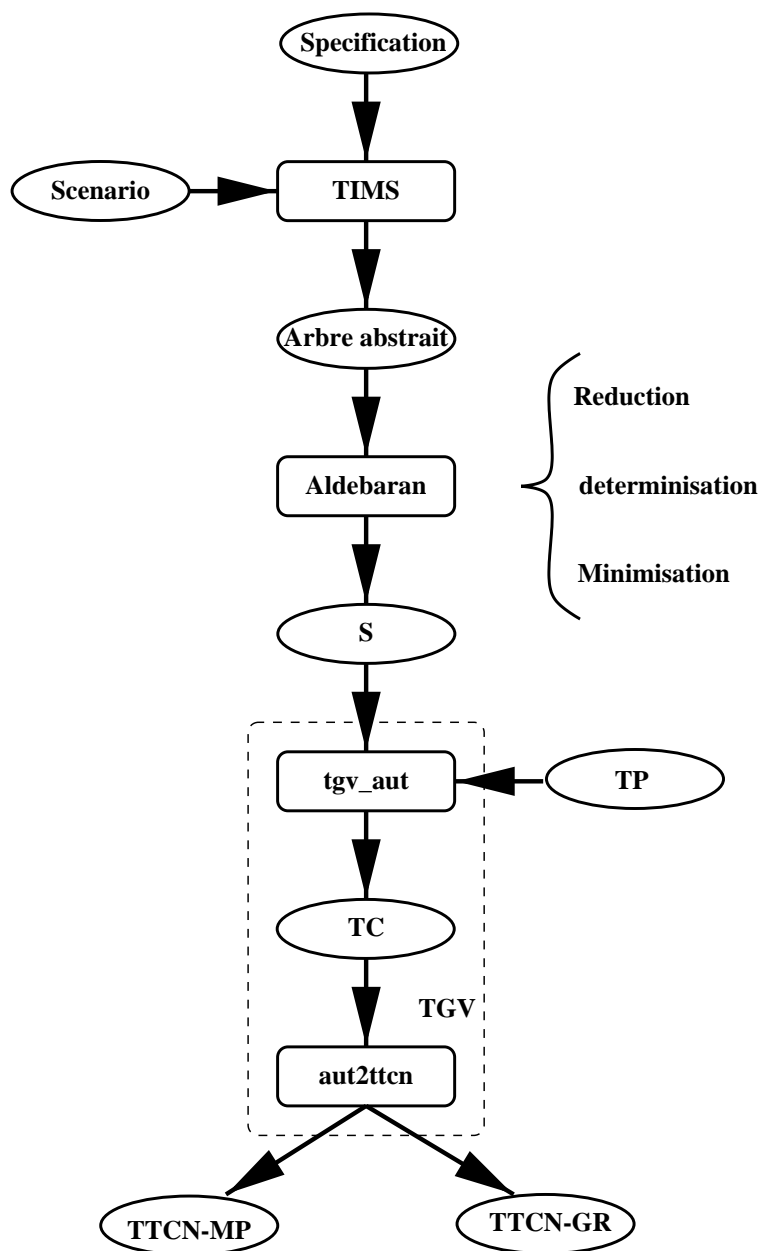 Specification
Scenario
TIMS
Arbre abstrait
Reduction
Aldebaran
determinisation
Minimisation
S
tgv_aut
TP
TC
TGV
aut2ttcn
TTCN-MP
TTCN-GR